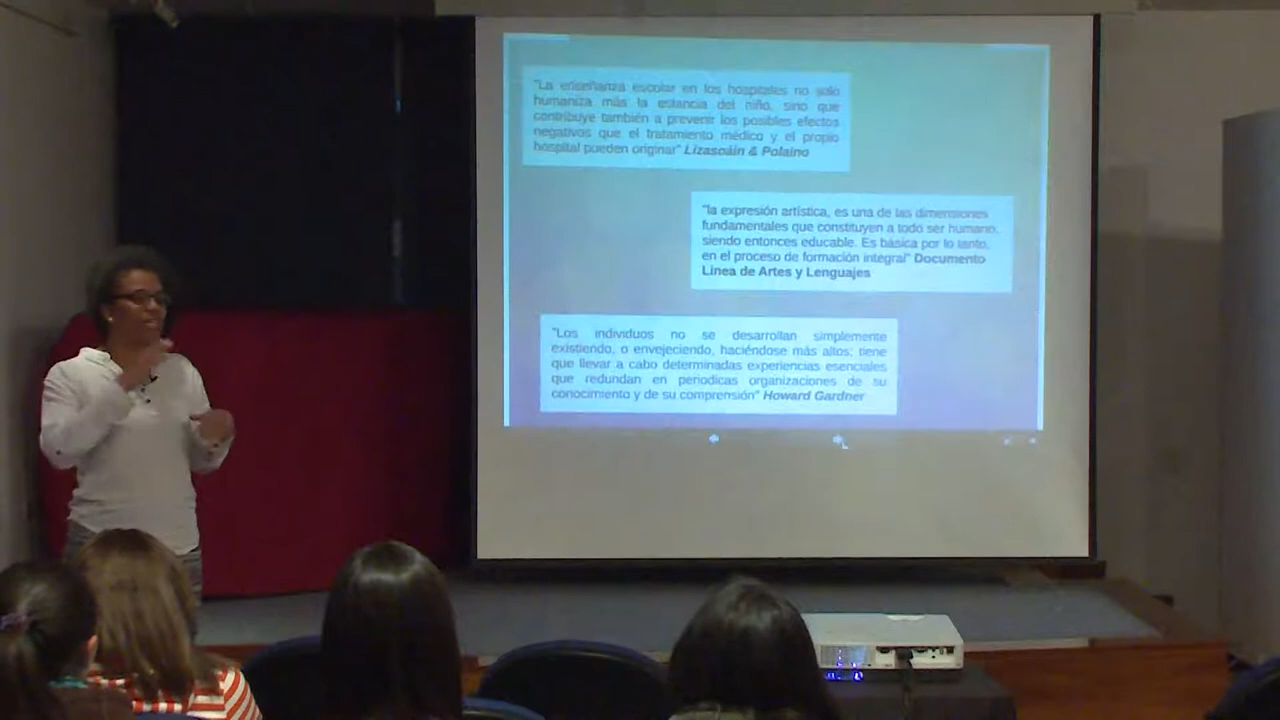 "La enseñanza escolar en los hospitales no solo
humaniza más la estancia del niño, sino que
contribuye también a prevenir los posibles efectos
negativos que el tratamiento médico y el propio
hospital pueden originar" Lizasoáin & Polaino
"la expresión artística, es una de las dimensiones
fundamentales que constituyen a todo ser humano,
siendo entonces educable. Es básica por lo tanto,
en el proceso de formación integral" Documento
Línea de Artes y Lenguajes
"Los individuos no se desarrollan simplemente
existiendo, o envejeciendo, haciéndose más altos; tiene
que llevar a cabo determinadas experiencias esenciales
que redundan en periodicas organizaciones de su
conocimiento y de su comprensión" Howard Gardner